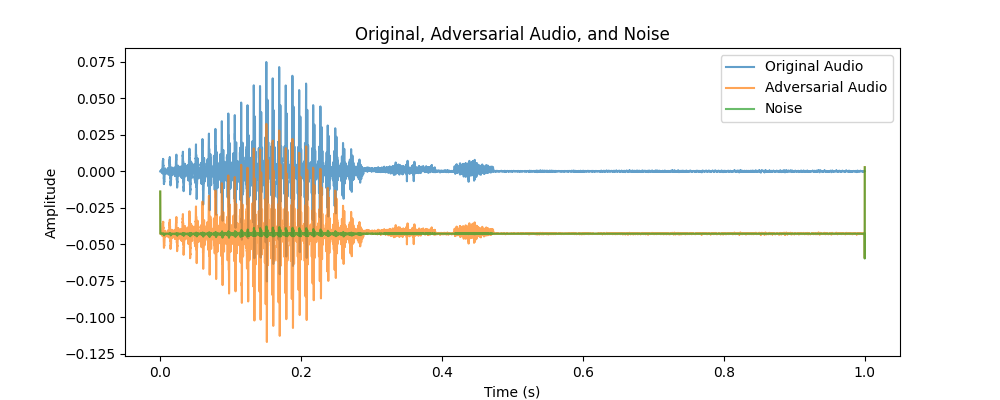 Original, Adversarial Audio, and Noise
Original Audio
Adversarial Audio
Noise
Amplitude
0.075
0.050
0.025
0.000
−0.025
−0.050
−0.075
−0.100
−0.125
0.0 0.2 0.4 0.6 0.8 1.0
Time (s)